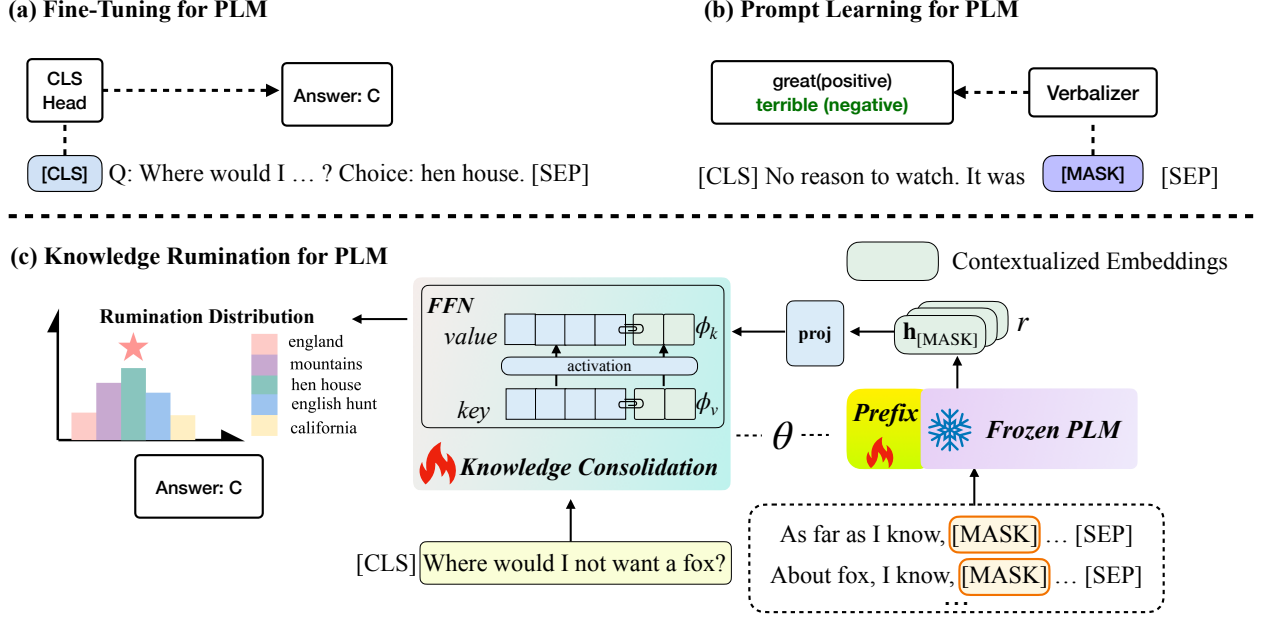 (a) Fine-Tuning for PLM
(b) Prompt Learning for PLM
CLS
Head
Answer: C
great(positive)
terrible (negative)
Verbalizer
[CLS] Q: Where would I … ? Choice: hen house. [SEP]
[CLS] No reason to watch. It was [MASK] [SEP]
(c) Knowledge Rumination for PLM
Contextualized Embeddings
Rumination Distribution
england
mountains
hen house
english hunt
california
Answer: C
FFN
value
ϕk
activation
key
ϕv
Knowledge Consolidation
proj
h[MASK]
r
θ
Prefix
Frozen PLM
[CLS] Where would I not want a fox?
As far as I know, [MASK] … [SEP]
About fox, I know, [MASK] … [SEP]
...